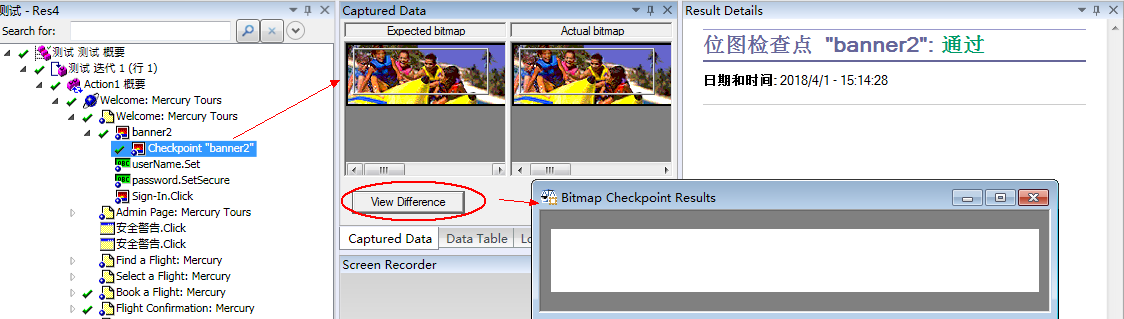 测试 - Res4
Search for:
测试 测试 概要
测试 迭代 1 (行 1)
Action1 概要
Welcome: Mercury Tours
Welcome: Mercury Tours
banner2
Checkpoint "banner2"
userName.Set
password.SetSecure
Sign-In.Click
Admin Page: Mercury Tours
安全警告.Click
安全警告.Click
Find a Flight: Mercury
Select a Flight: Mercury
Book a Flight: Mercury
Flight Confirmation: Mercury
Captured Data
Expected bitmap
Actual bitmap
View Difference
Captured Data
Data Table
Screen Recorder
Bitmap Checkpoint Results
Result Details
位图检查点 "banner2": 通过
日期和时间: 2018/4/1 - 15:14:28